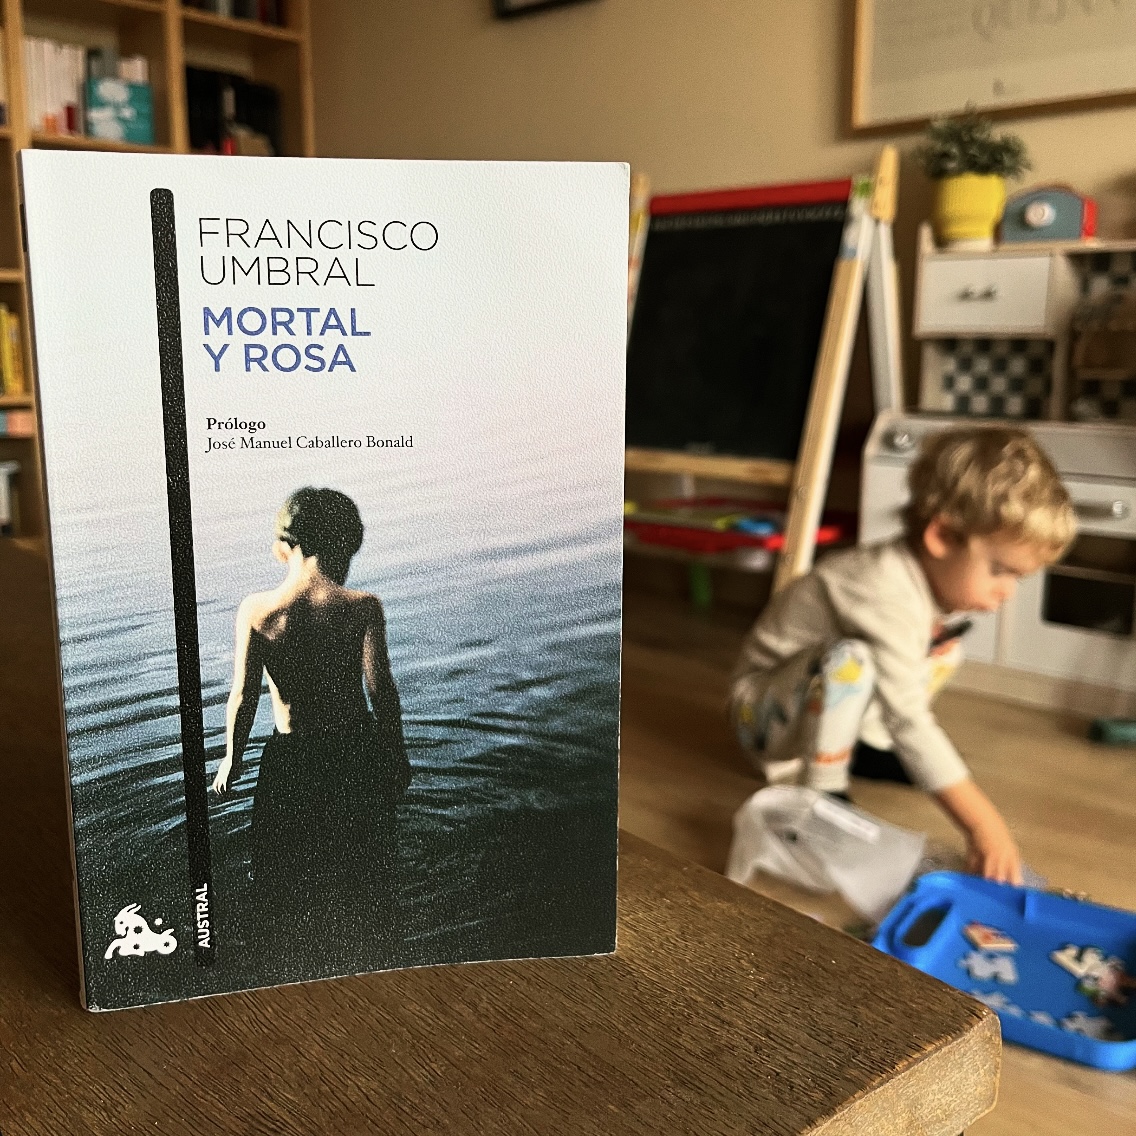 FRANCISCO
UMBRAL
MORTAL
Y ROSA
Prólogo
José Manuel Caballero Bonald
AUSTRAL